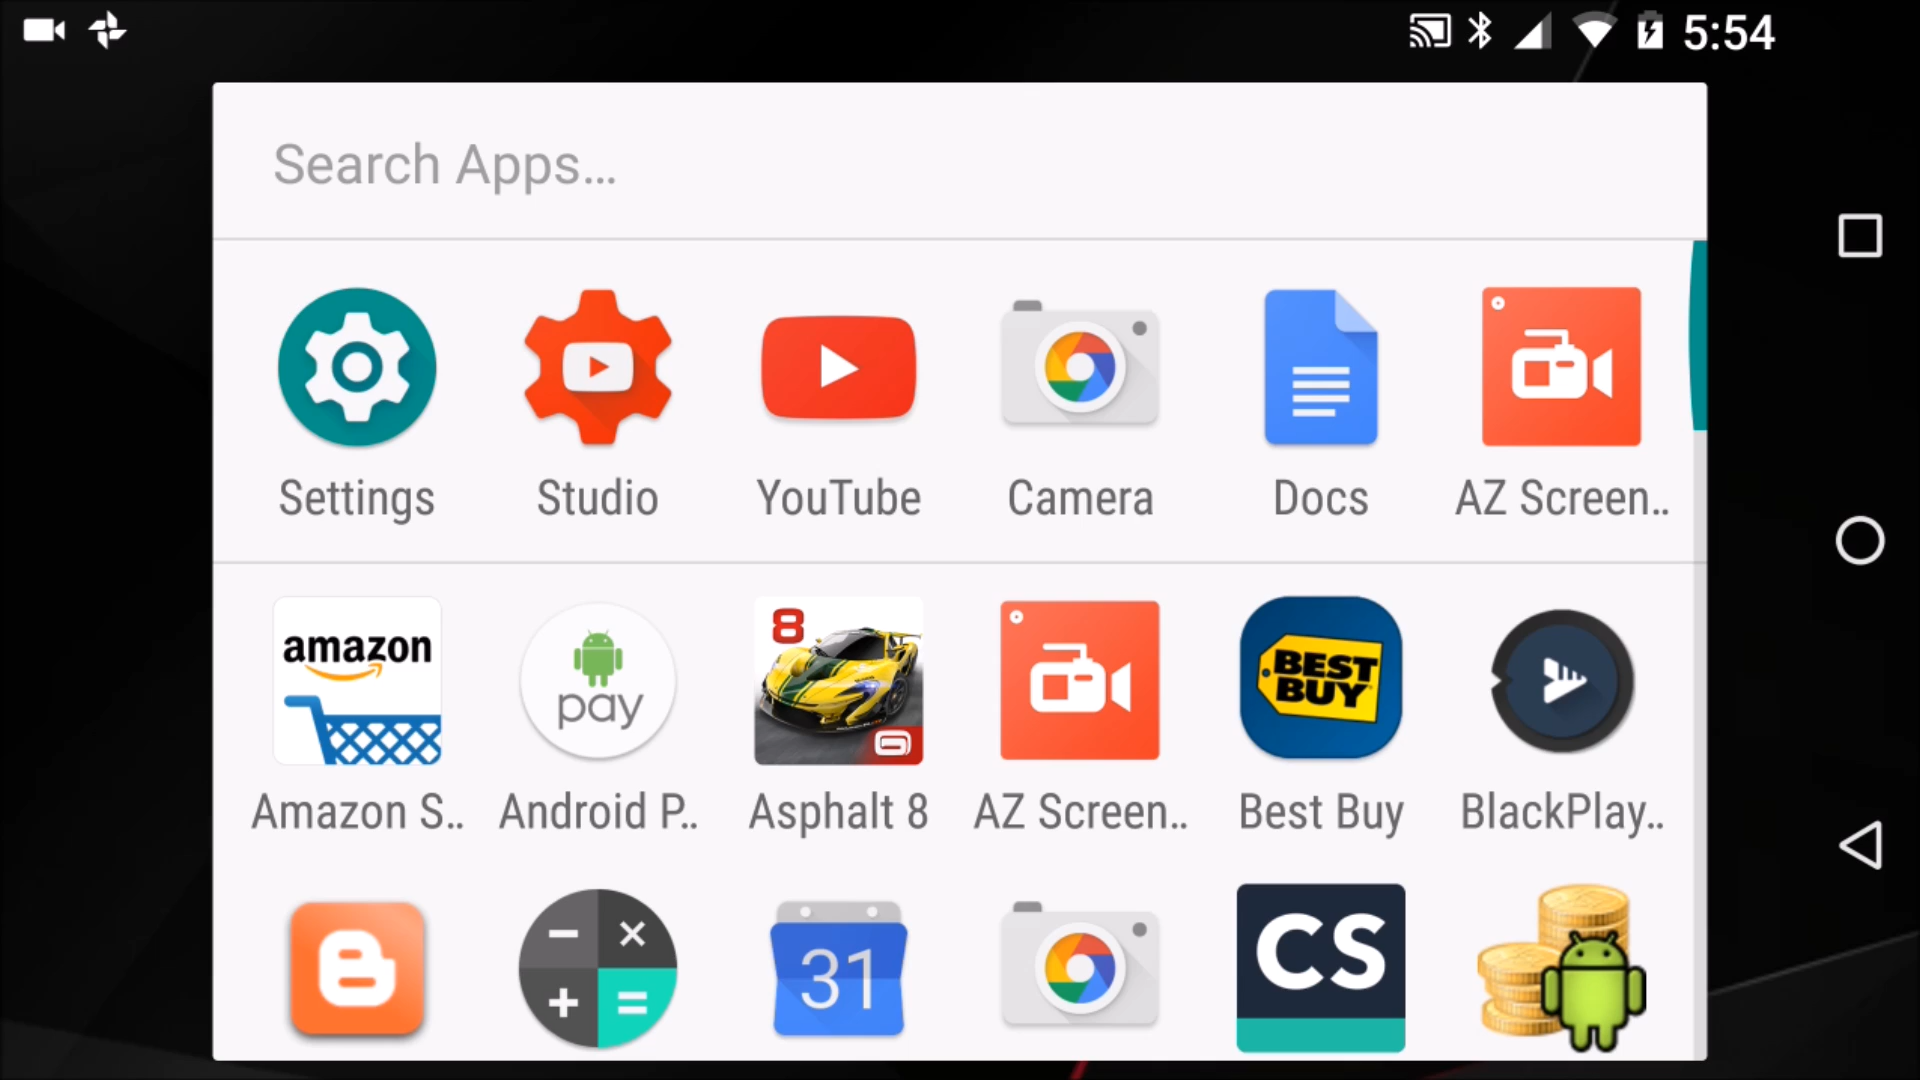 5:54
Search Apps...
Settings Studio YouTube Camera Docs AZ Screen..
amazon pay 8 BEST BUY
Amazon S.. Android P.. Asphalt 8 AZ Screen.. Best Buy BlackPlay..
31 CS